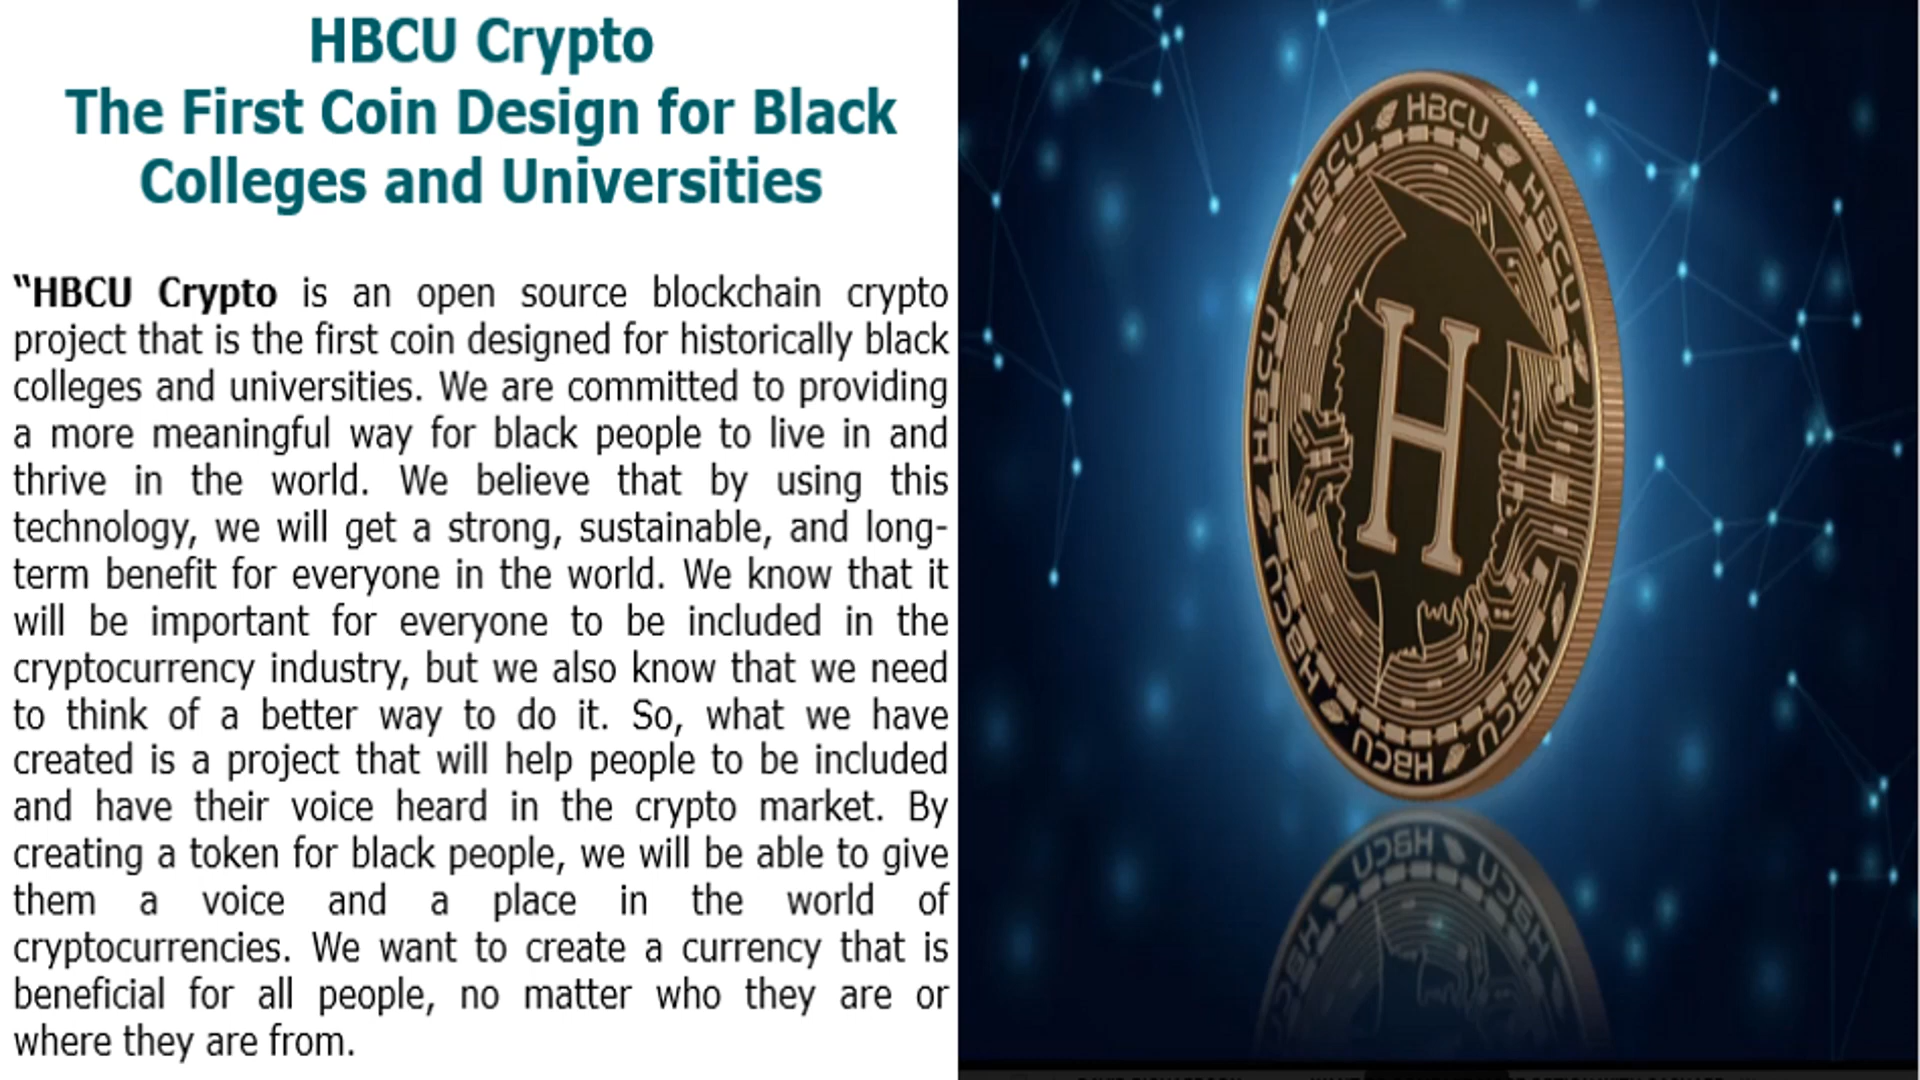 HBCU Crypto
The First Coin Design for Black
Colleges and Universities
“HBCU Crypto is an open source blockchain crypto
project that is the first coin designed for historically black
colleges and universities. We are committed to providing
a more meaningful way for black people to live in and
thrive in the world. We believe that by using this
technology, we will get a strong, sustainable, and long-
term benefit for everyone in the world. We know that it
will be important for everyone to be included in the
cryptocurrency industry, but we also know that we need
to think of a better way to do it. So, what we have
created is a project that will help people to be included
and have their voice heard in the crypto market. By
creating a token for black people, we will be able to give
them a voice and a place in the world of
cryptocurrencies. We want to create a currency that is
beneficial for all people, no matter who they are or
where they are from.
HBCU
HBCU
HBCU
HBCU
HBCU
HBCU
HBCU
HBCU
H